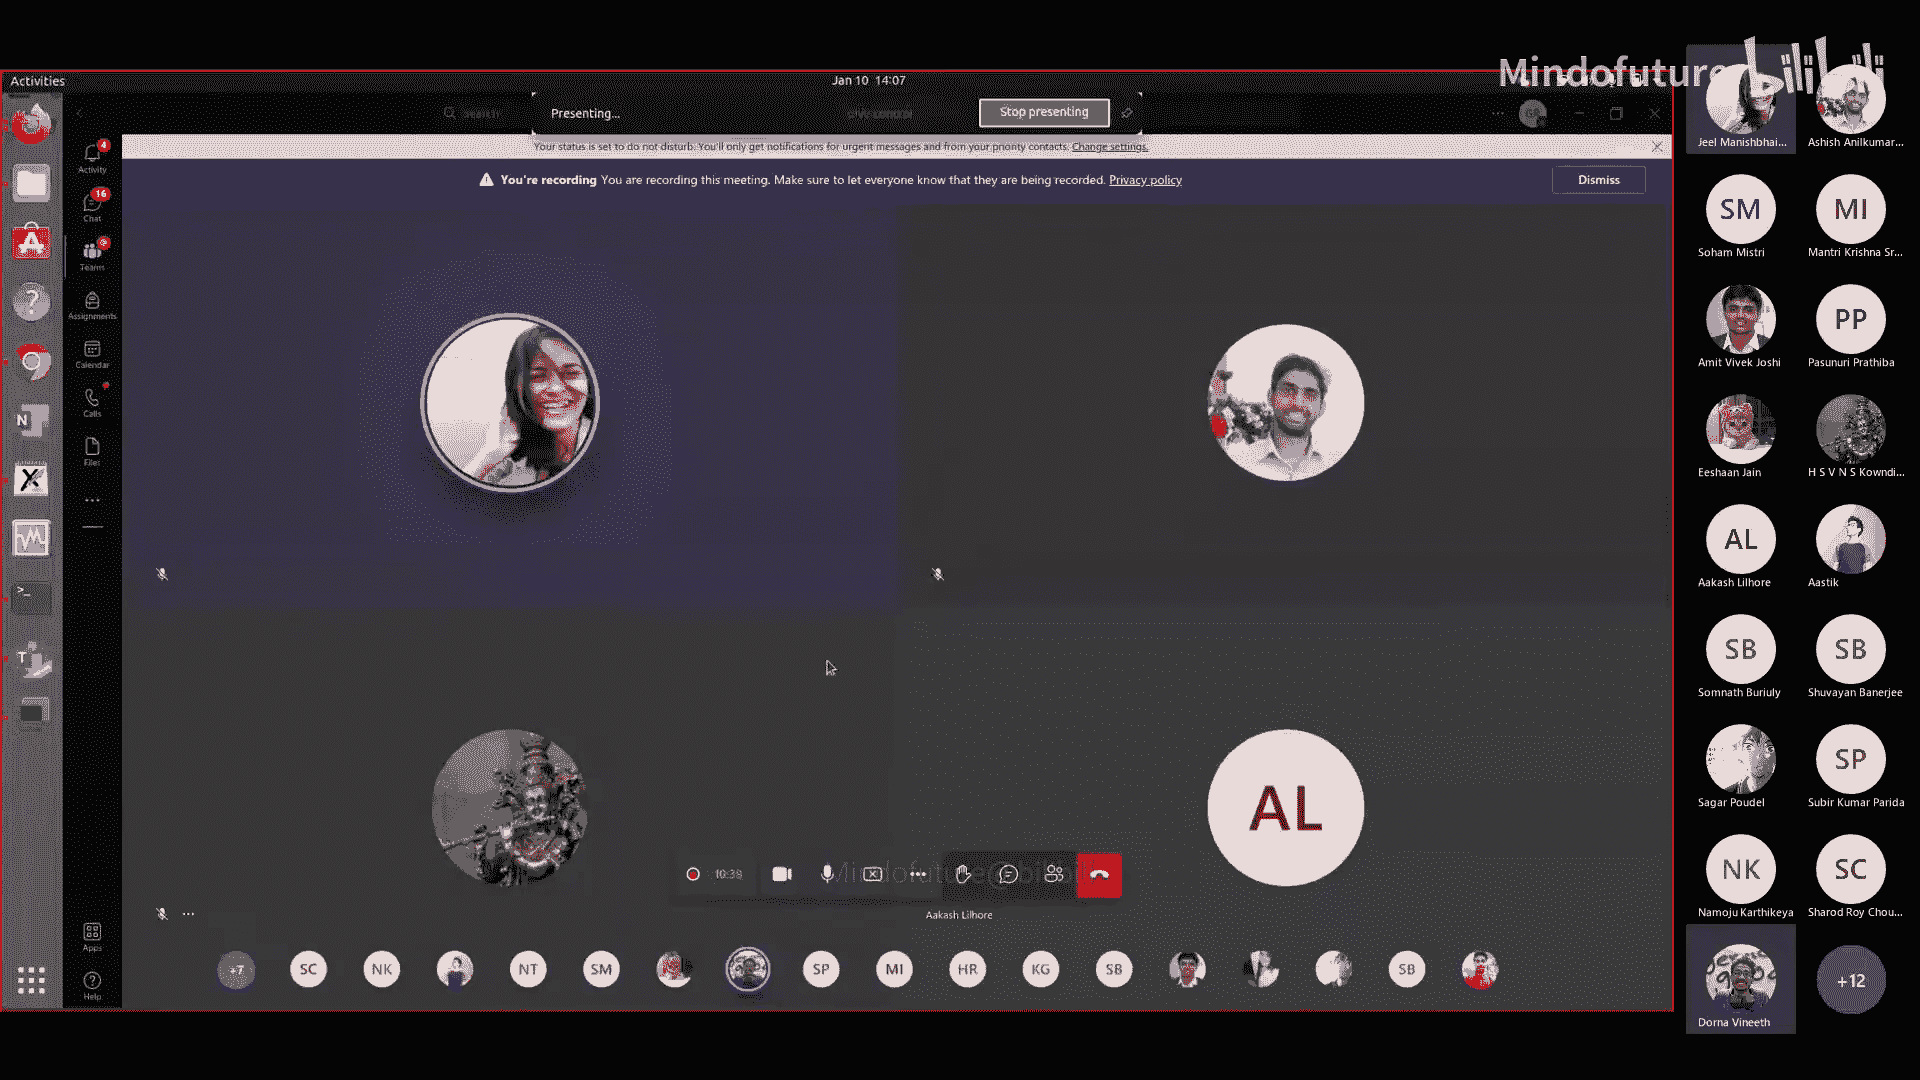 Mindofuture bilibili
Activities
Jan 10 14:07
Search
Presenting...
Stop presenting
Your status is set to do not disturb. You'll only get notifications for urgent messages and from your priority contacts. Change settings.
You're recording You are recording this meeting. Make sure to let everyone know that they are being recorded. Privacy policy
Dismiss
4
Activity
16
Chat
@
Teams
Assignments
Calendar
Calls
Files
Apps
Help
AL
10:38
Aakash Lilhore
+7
SC
NK
NT
SM
SP
MI
HR
KG
SB
SB
Jeel Manishbhai...
Ashish Anilkumar...
SM
MI
Soham Mistri
Mantri Krishna Sr...
PP
Amit Vivek Joshi
Pasunuri Prathiba
Eeshaan Jain
H S V N S Kowndi...
AL
Aakash Lilhore
Aastik
SB
SB
Somnath Buriuly
Shuvayan Banerjee
SP
Sagar Poudel
Subir Kumar Parida
NK
SC
Namoju Karthikeya
Sharod Roy Chou...
+12
Dorna Vineeth